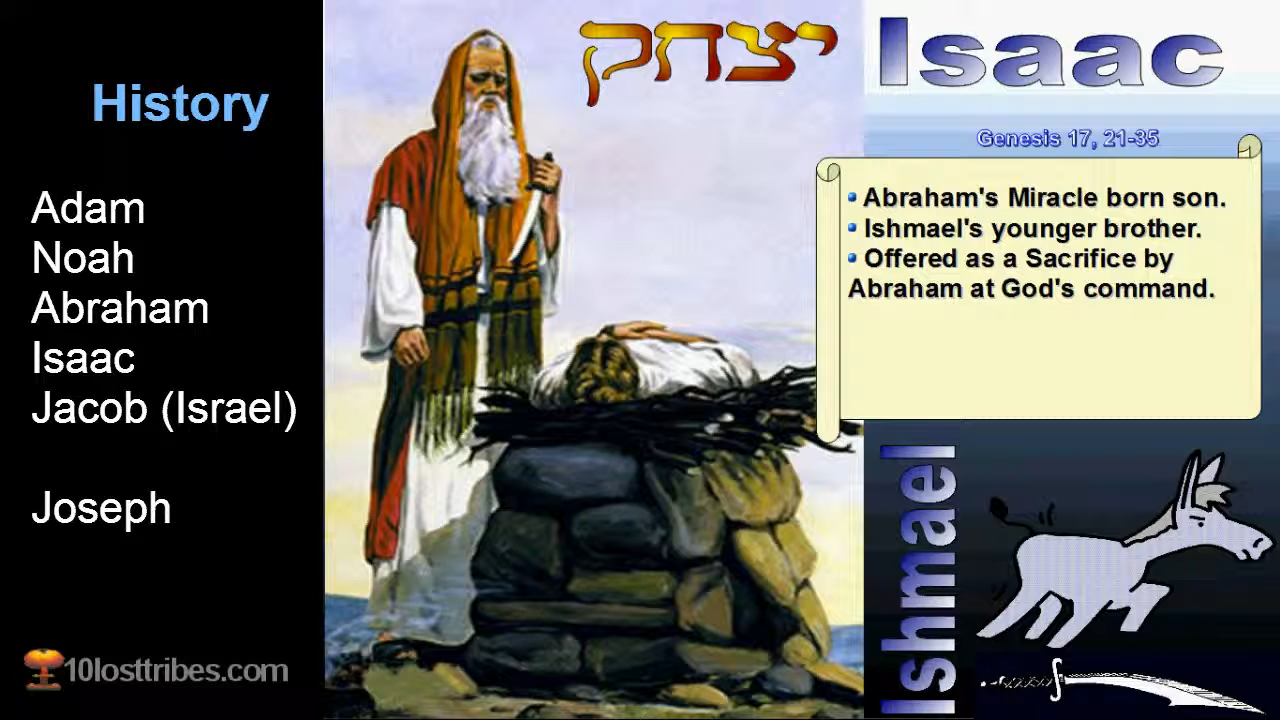 History
Adam
Noah
Abraham
Isaac
Jacob (Israel)
Joseph
10losttribes.com
יצחק
Isaac
Genesis 17, 21-35
• Abraham's Miracle born son.
• Ishmael's younger brother.
• Offered as a Sacrifice by
Abraham at God's command.
Ishmael